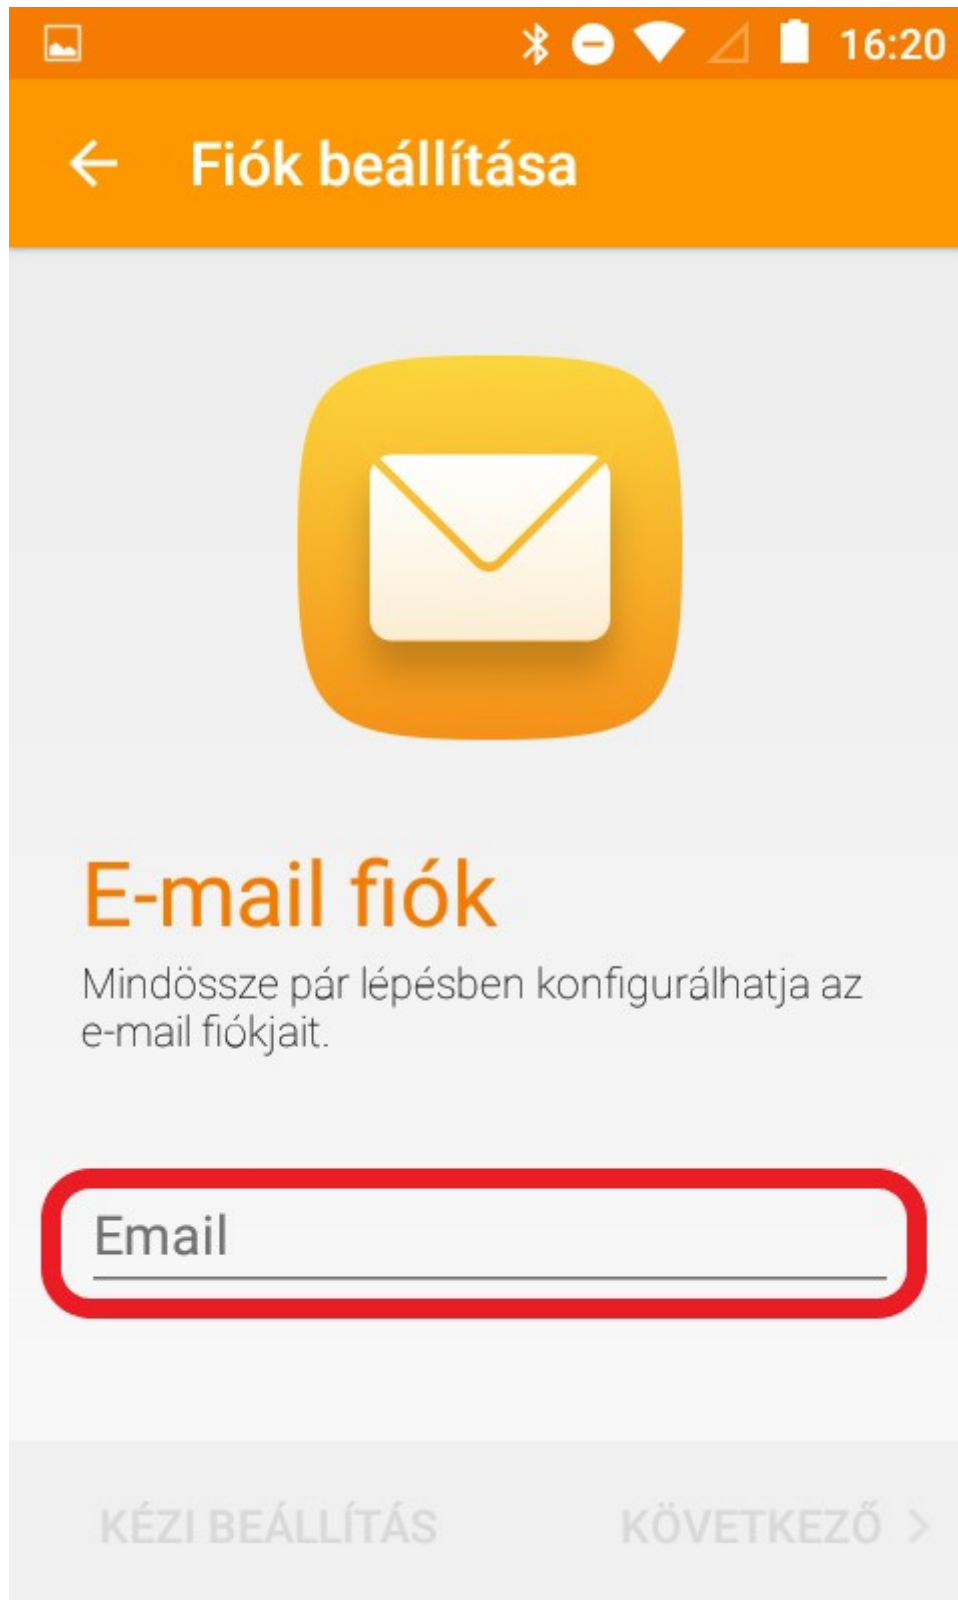 16:20
Fiók beállítása
E-mail fiók
Mindössze pár lépésben konfigurálhatja az
e-mail fiókjait.
Email
KÉZI BEÁLLÍTÁS
KÖVETKEZŐ